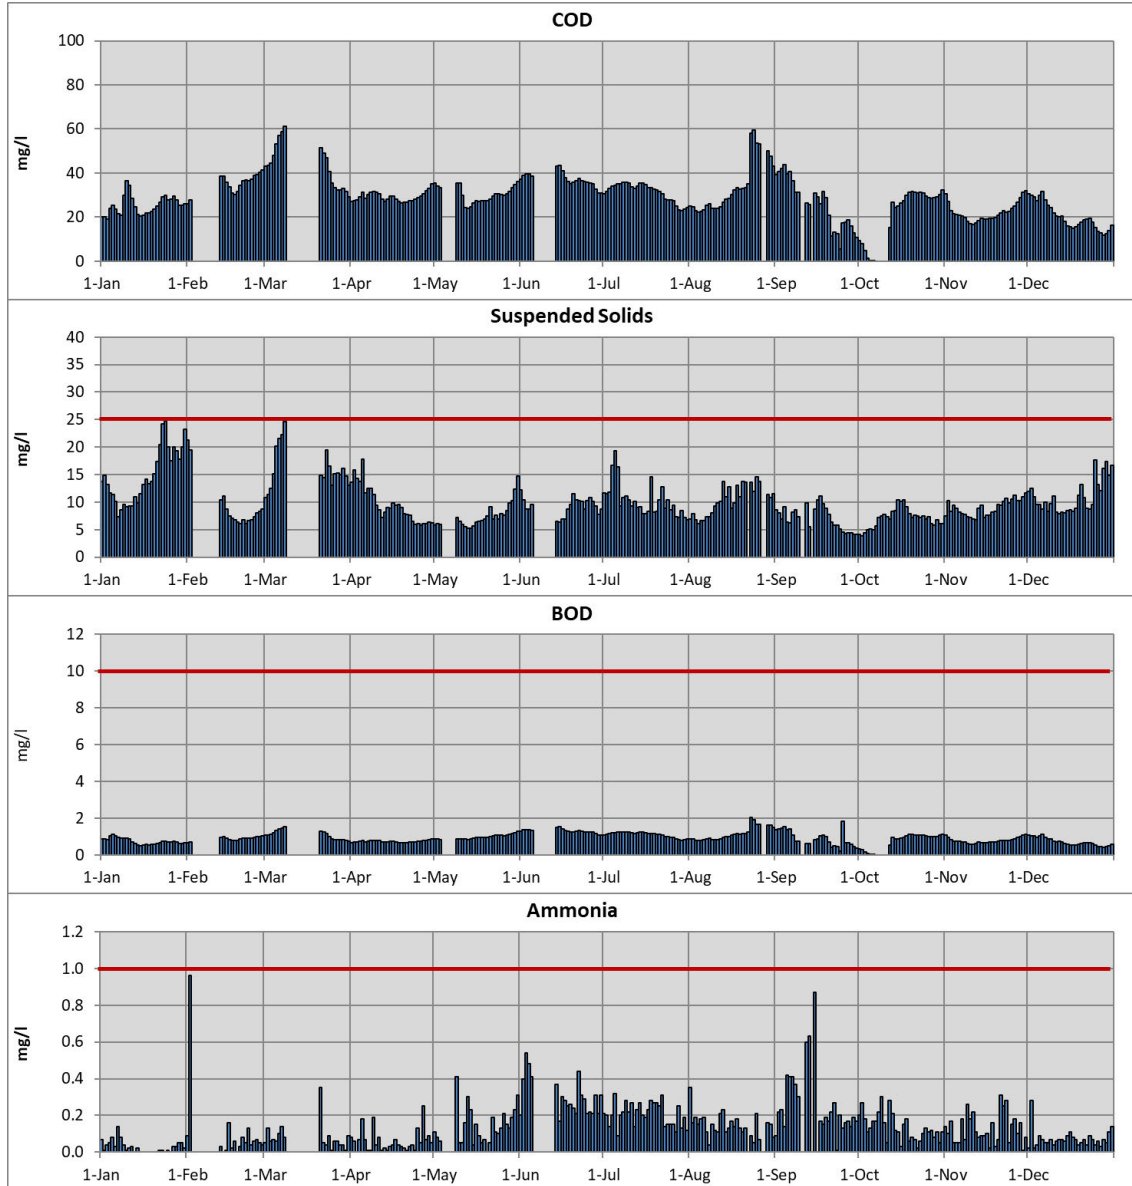 COD
100
80
60
40
20
0
mg/l
1-Jan 1-Feb 1-Mar 1-Apr 1-May 1-Jun 1-Jul 1-Aug 1-Sep 1-Oct 1-Nov 1-Dec
Suspended Solids
40
35
30
25
20
15
10
5
0
mg/l
1-Jan 1-Feb 1-Mar 1-Apr 1-May 1-Jun 1-Jul 1-Aug 1-Sep 1-Oct 1-Nov 1-Dec
BOD
12
10
8
6
4
2
0
mg/l
1-Jan 1-Feb 1-Mar 1-Apr 1-May 1-Jun 1-Jul 1-Aug 1-Sep 1-Oct 1-Nov 1-Dec
Ammonia
1.2
1.0
0.8
0.6
0.4
0.2
0.0
mg/l
1-Jan 1-Feb 1-Mar 1-Apr 1-May 1-Jun 1-Jul 1-Aug 1-Sep 1-Oct 1-Nov 1-Dec